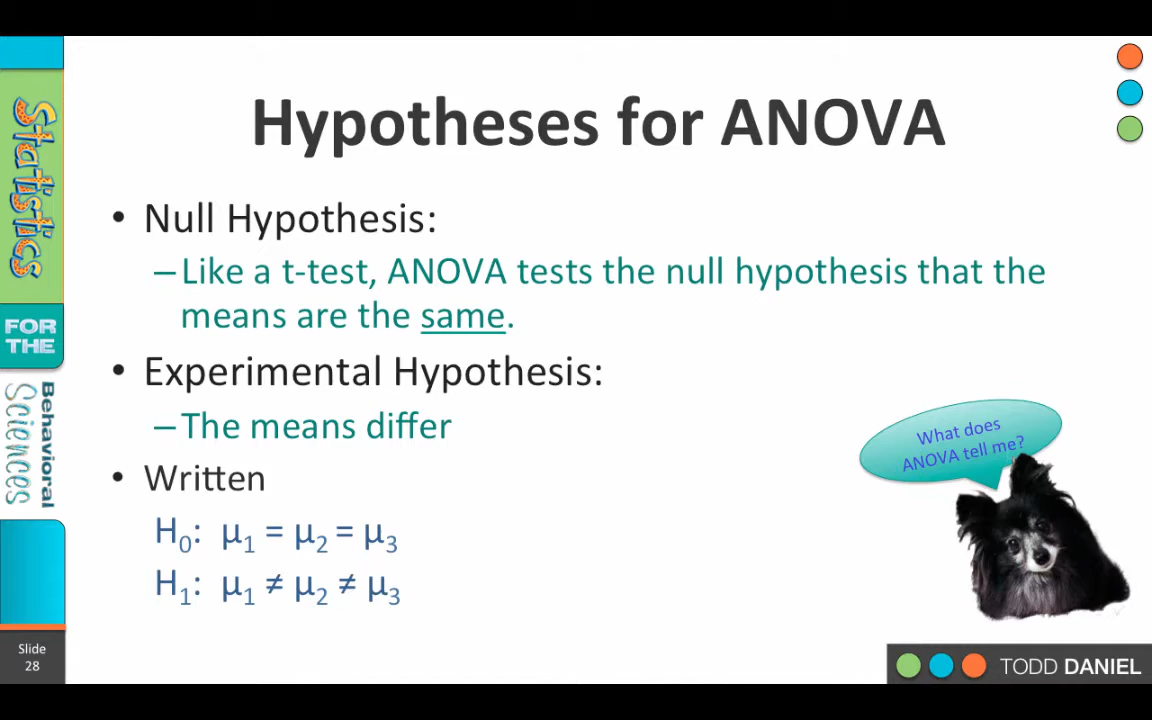 Statistics
FOR
THE
Behavioral
Sciences
Slide
28
Hypotheses for ANOVA
• Null Hypothesis:
–Like a t-test, ANOVA tests the null hypothesis that the
means are the same.
• Experimental Hypothesis:
–The means differ
• Written
H₀: μ₁ = μ₂ = μ₃
H₁: μ₁ ≠ μ₂ ≠ μ₃
What does
ANOVA tell me?
TODD DANIEL